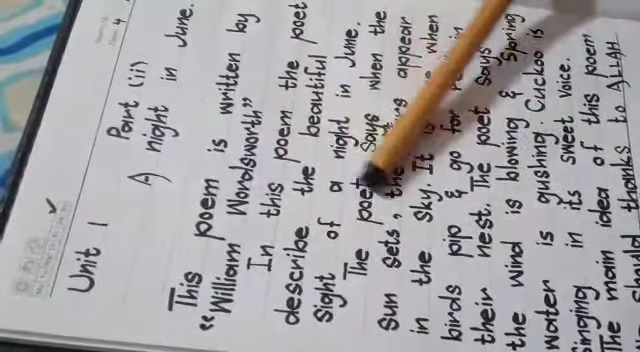 Unit 1
Part (ii)
A night in June.
This poem is written by
"William Wordsworth"
In this poem the poet
describe the beautiful
sight of a night in June.
The poet says when the
sun sets, the appear
in the sky. It is when
birds pip & go for in
their nest. The poet says
the wind is blowing & Spring
water is gushing Cuckoo is
Singing in its sweet voice.
The main idea of this poem
should thanks to ALLAH